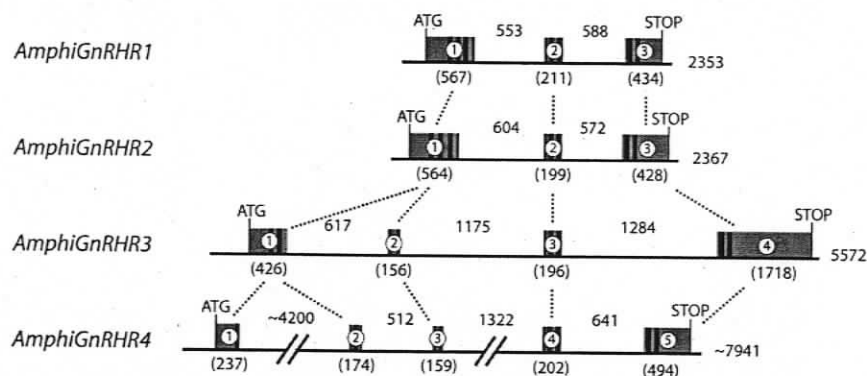 ATG 553 588 STOP
AmphiGnRHR1 1 2 3 2353
(567) (211) (434)
ATG 604 572 STOP
AmphiGnRHR2 1 2 3 2367
(564) (199) (428)
ATG 617 1175 1284 STOP
AmphiGnRHR3 1 2 3 4 5572
(426) (156) (196) (1718)
ATG ~4200 512 1322 641 STOP
AmphiGnRHR4 1 2 3 4 5 ~7941
(237) (174) (159) (202) (494)